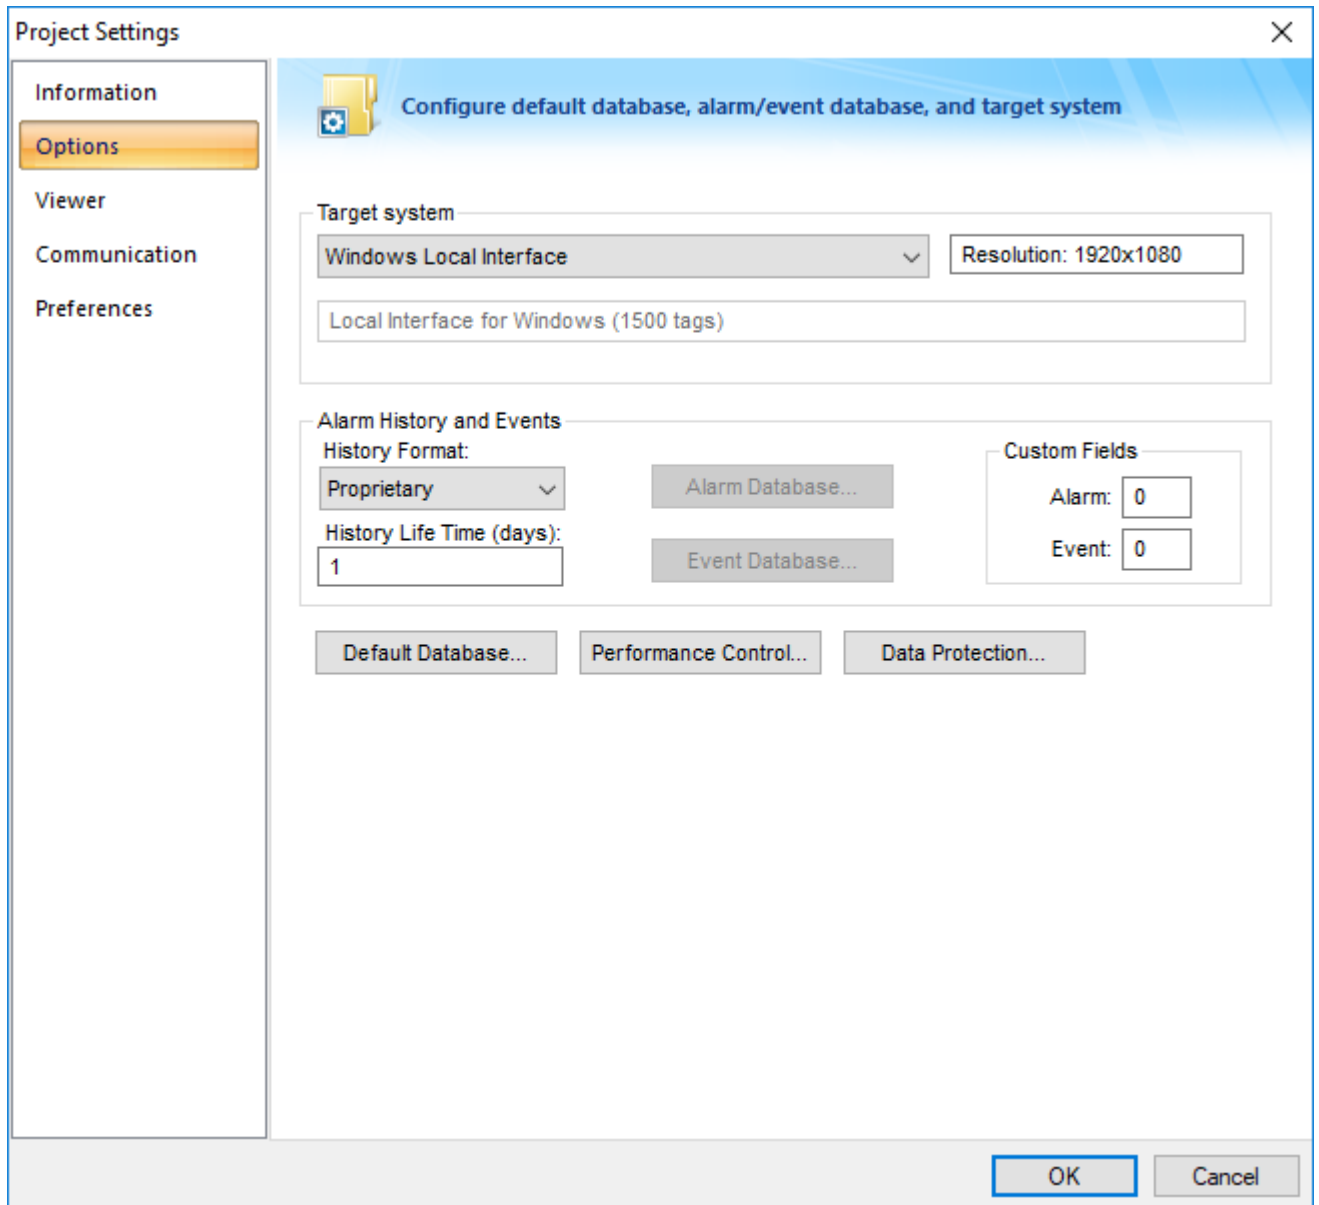 Project Settings
Information
Options
Viewer
Communication
Preferences
Configure default database, alarm/event database, and target system
Target system
Windows Local Interface
Resolution: 1920x1080
Local Interface for Windows (1500 tags)
Alarm History and Events
History Format:
Proprietary
History Life Time (days):
1
Alarm Database...
Event Database...
Custom Fields
Alarm: 0
Event: 0
Default Database...
Performance Control...
Data Protection...
OK
Cancel